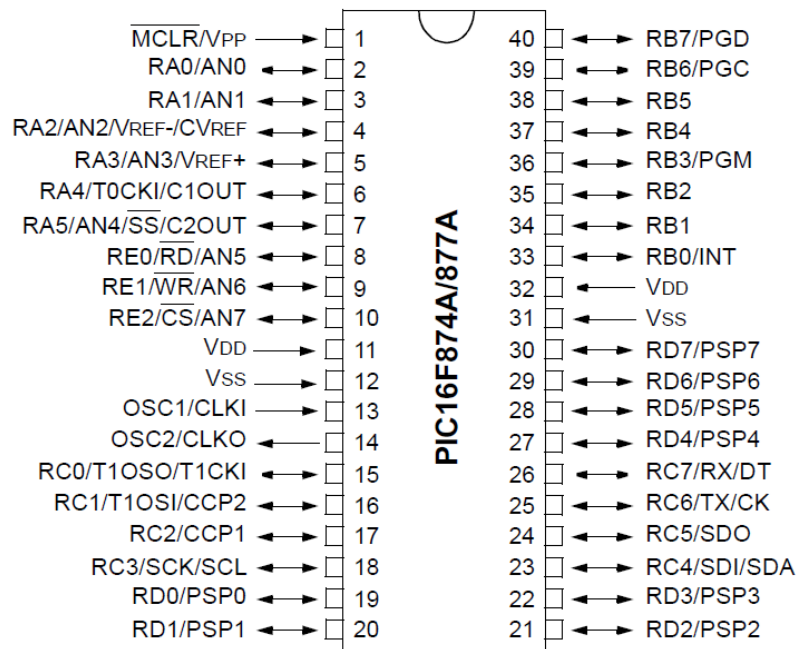 M̅C̅L̅R̅/VPP 1 40 RB7/PGD
RA0/AN0 2 39 RB6/PGC
RA1/AN1 3 38 RB5
RA2/AN2/VREF-/CVREF 4 37 RB4
RA3/AN3/VREF+ 5 36 RB3/PGM
RA4/T0CKI/C1OUT 6 35 RB2
RA5/AN4/S̅S̅/C2OUT 7 34 RB1
RE0/R̅D̅/AN5 8 33 RB0/INT
RE1/W̅R̅/AN6 9 32 VDD
RE2/C̅S̅/AN7 10 31 VSS
VDD 11 30 RD7/PSP7
VSS 12 29 RD6/PSP6
OSC1/CLKI 13 28 RD5/PSP5
OSC2/CLKO 14 27 RD4/PSP4
RC0/T1OSO/T1CKI 15 26 RC7/RX/DT
RC1/T1OSI/CCP2 16 25 RC6/TX/CK
RC2/CCP1 17 24 RC5/SDO
RC3/SCK/SCL 18 23 RC4/SDI/SDA
RD0/PSP0 19 22 RD3/PSP3
RD1/PSP1 20 21 RD2/PSP2
PIC16F874A/877A